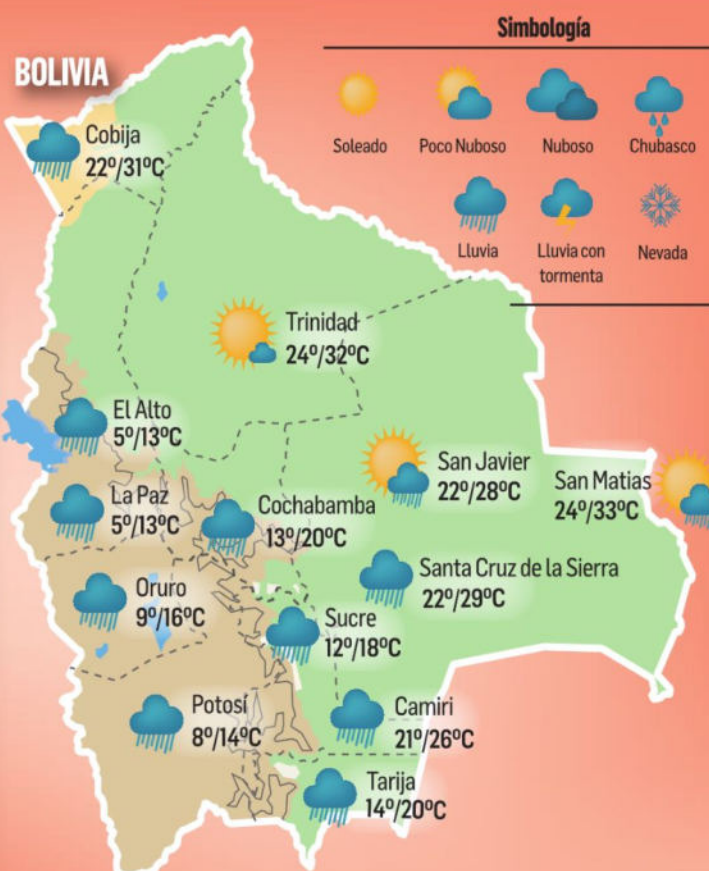 Simbología
BOLIVIA
Soleado
Poco Nuboso
Nuboso
Chubasco
Lluvia
Lluvia con
tormenta
Nevada
Cobija
22º/31ºC
Trinidad
24º/32ºC
El Alto
5º/13ºC
San Javier
22º/28ºC
San Matias
24º/33ºC
La Paz
5º/13ºC
Cochabamba
13º/20ºC
Oruro
9º/16ºC
Santa Cruz de la Sierra
22º/29ºC
Sucre
12º/18ºC
Potosí
8º/14ºC
Camiri
21º/26ºC
Tarija
14º/20ºC